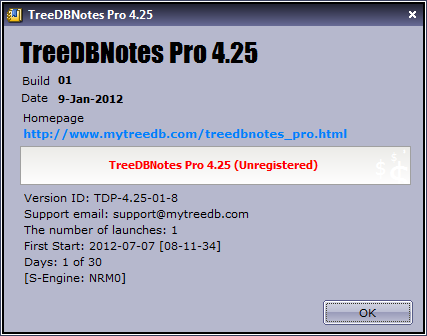 TreeDBNotes Pro 4.25
TreeDBNotes Pro 4.25
Build 01
Date 9-Jan-2012
Homepage
http://www.mytreedb.com/treedbnotes_pro.html
TreeDBNotes Pro 4.25 (Unregistered)
Version ID: TDP-4.25-01-8
Support email: support@mytreedb.com
The number of launches: 1
First Start: 2012-07-07 [08-11-34]
Days: 1 of 30
[S-Engine: NRM0]
OK